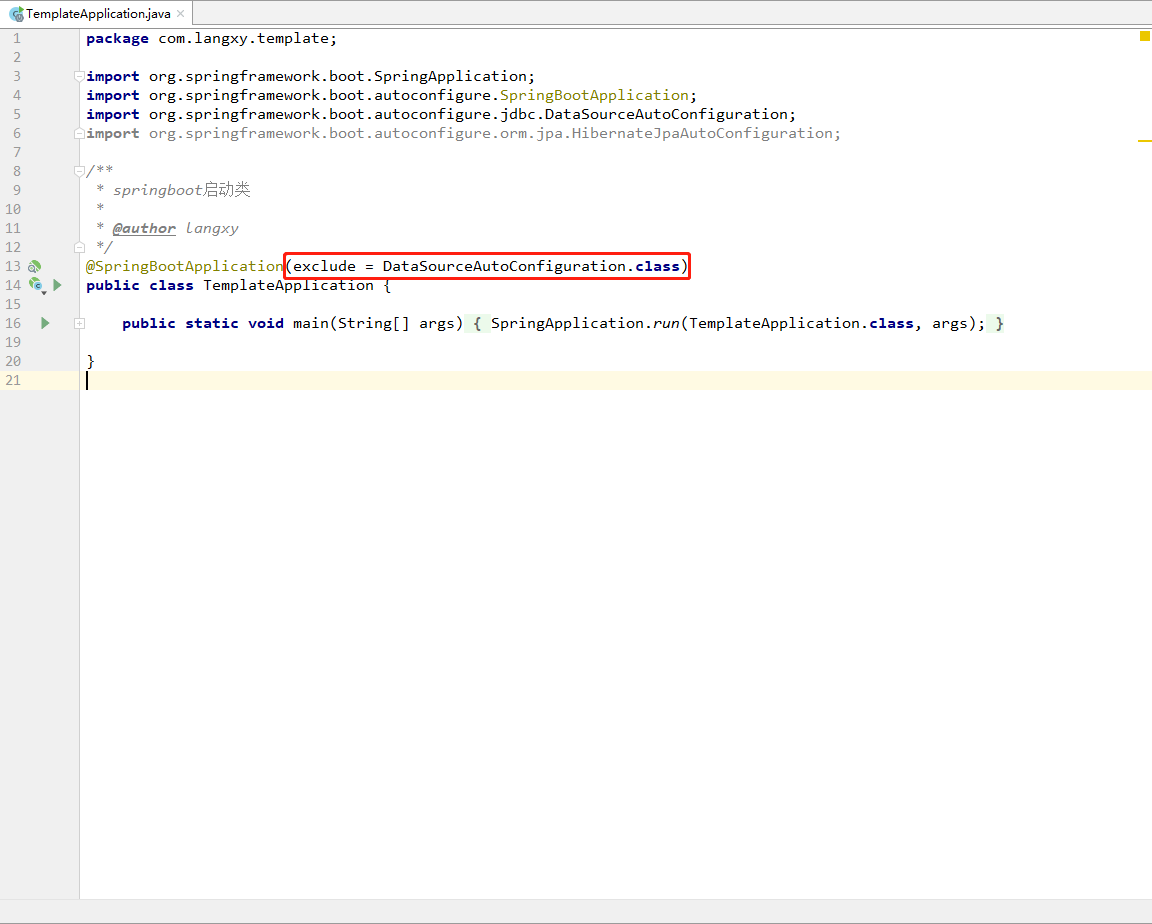 TemplateApplication.java
1 package com.langxy.template;
2
3 import org.springframework.boot.SpringApplication;
4 import org.springframework.boot.autoconfigure.SpringBootApplication;
5 import org.springframework.boot.autoconfigure.jdbc.DataSourceAutoConfiguration;
6 import org.springframework.boot.autoconfigure.orm.jpa.HibernateJpaAutoConfiguration;
7
8 /**
9 * springboot启动类
10 *
11 * @author langxy
12 */
13 @SpringBootApplication(exclude = DataSourceAutoConfiguration.class)
14 public class TemplateApplication {
15
16 public static void main(String[] args) { SpringApplication.run(TemplateApplication.class, args); }
19
20 }
21